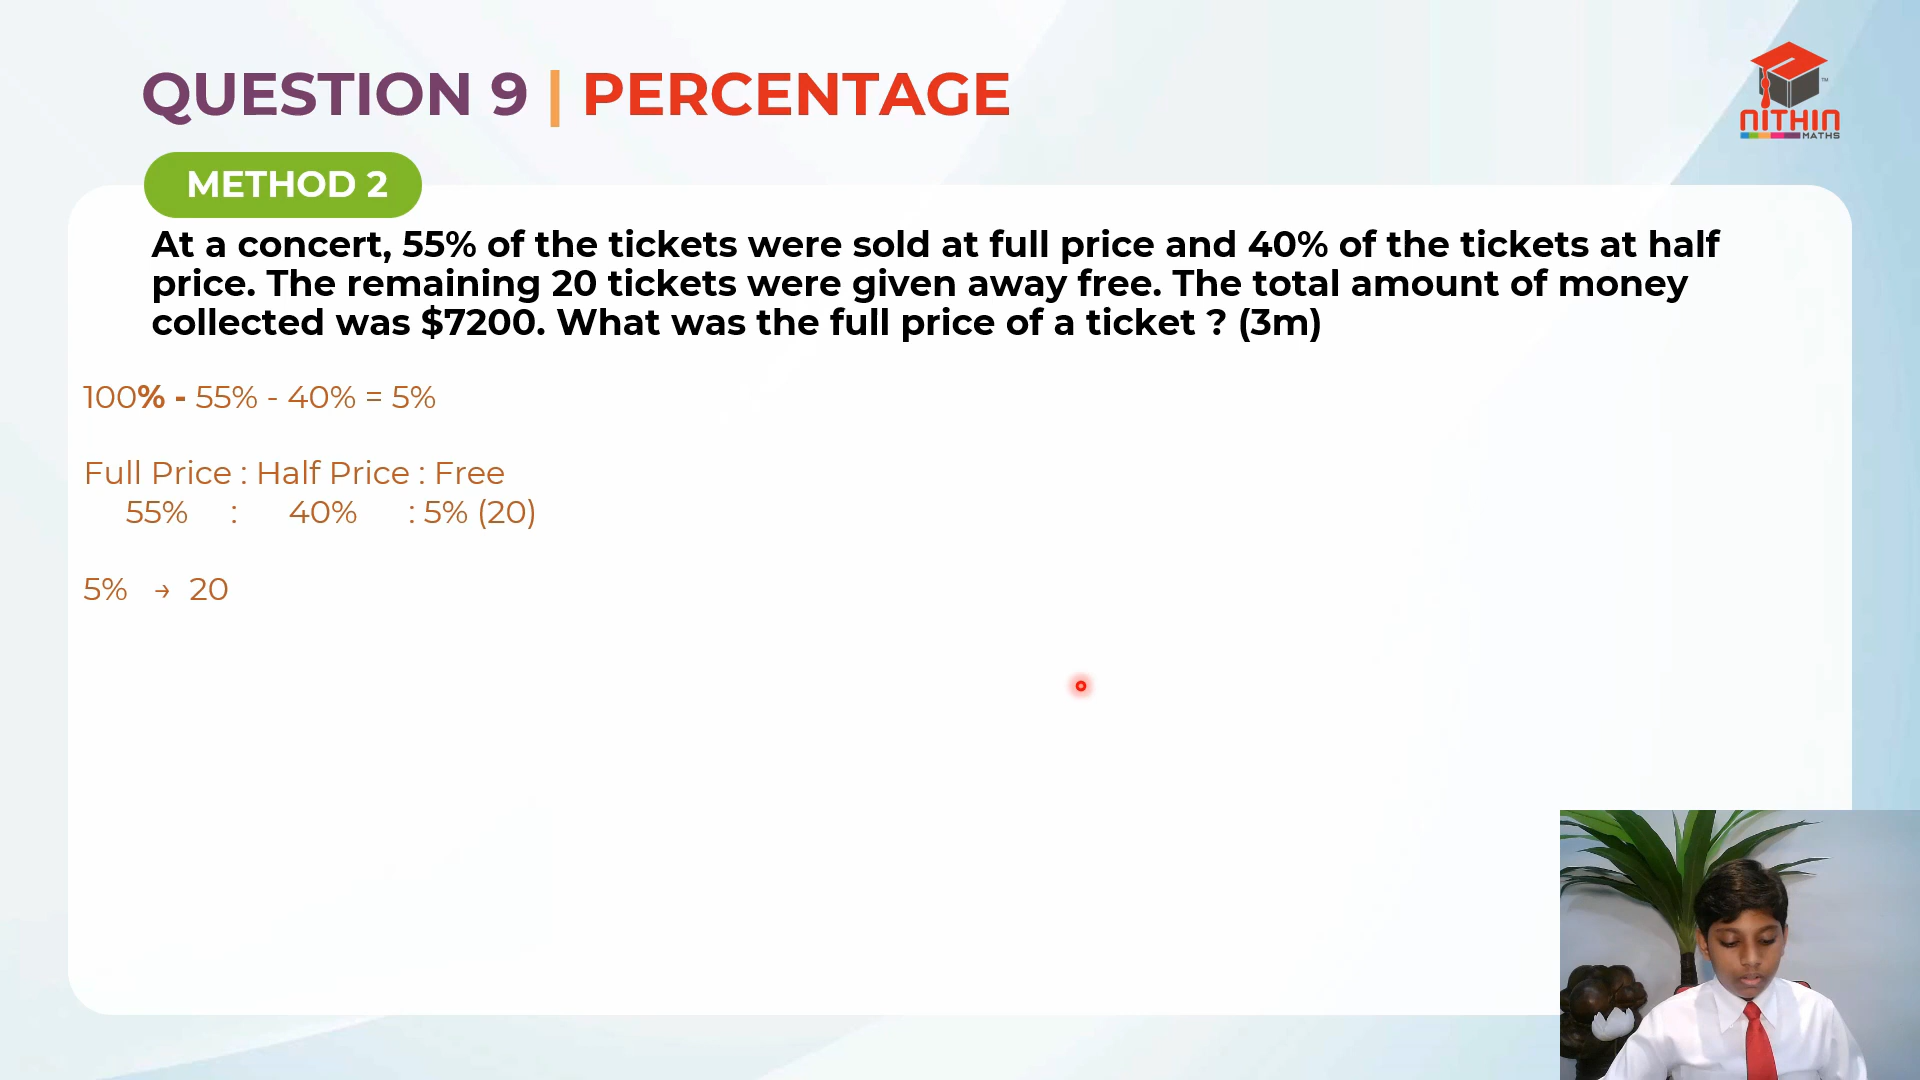 QUESTION 9 | PERCENTAGE
NITHIN
MATHS
TM
METHOD 2
At a concert, 55% of the tickets were sold at full price and 40% of the tickets at half
price. The remaining 20 tickets were given away free. The total amount of money
collected was $7200. What was the full price of a ticket ? (3m)
100% - 55% - 40% = 5%
Full Price : Half Price : Free
55% : 40% : 5% (20)
5% → 20